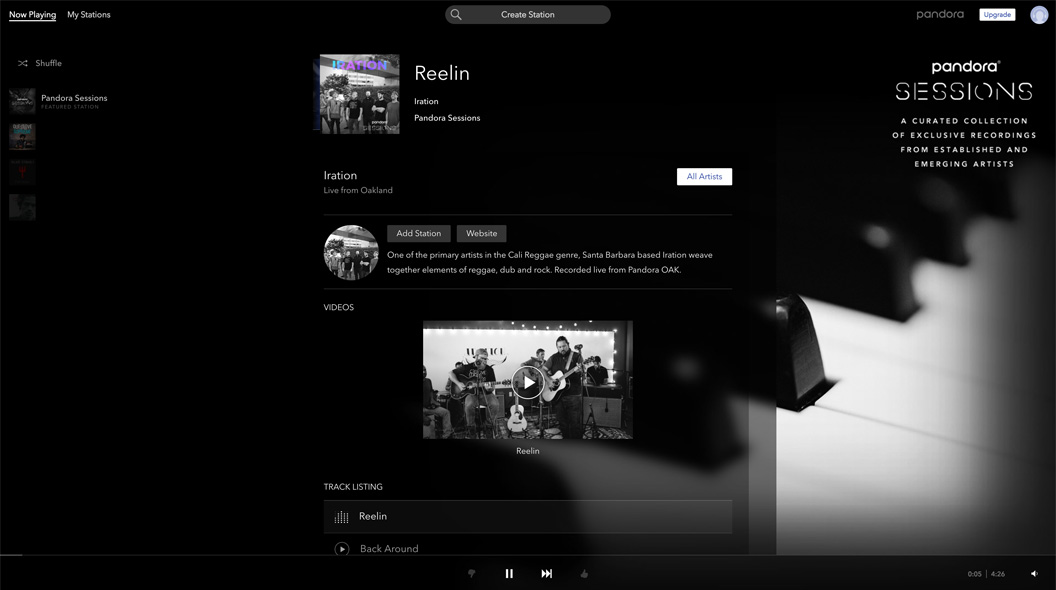 Now Playing
My Stations
Create Station
pandora
Upgrade
Shuffle
Pandora Sessions
FEATURED STATION
IRATION
pandora
SESSIONS
Reelin
Iration
Pandora Sessions
pandora
SESSIONS
A CURATED COLLECTION
OF EXCLUSIVE RECORDINGS
FROM ESTABLISHED AND
EMERGING ARTISTS
Iration
Live from Oakland
All Artists
Add Station
Website
One of the primary artists in the Cali Reggae genre, Santa Barbara based Iration weave
together elements of reggae, dub and rock. Recorded live from Pandora OAK.
VIDEOS
Reelin
TRACK LISTING
Reelin
Back Around
0:05 | 4:26